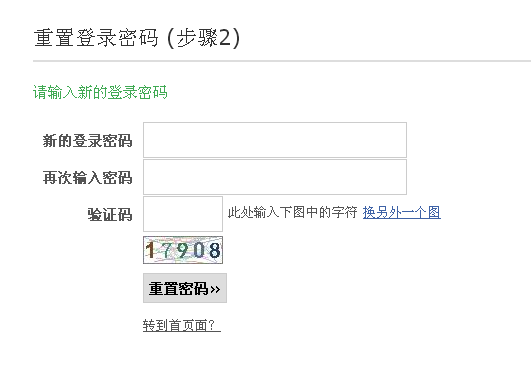 重置登录密码 (步骤2)
请输入新的登录密码
新的登录密码
再次输入密码
验证码 此处输入下图中的字符 换另外一个图
17908
重置密码»
转到首页面?